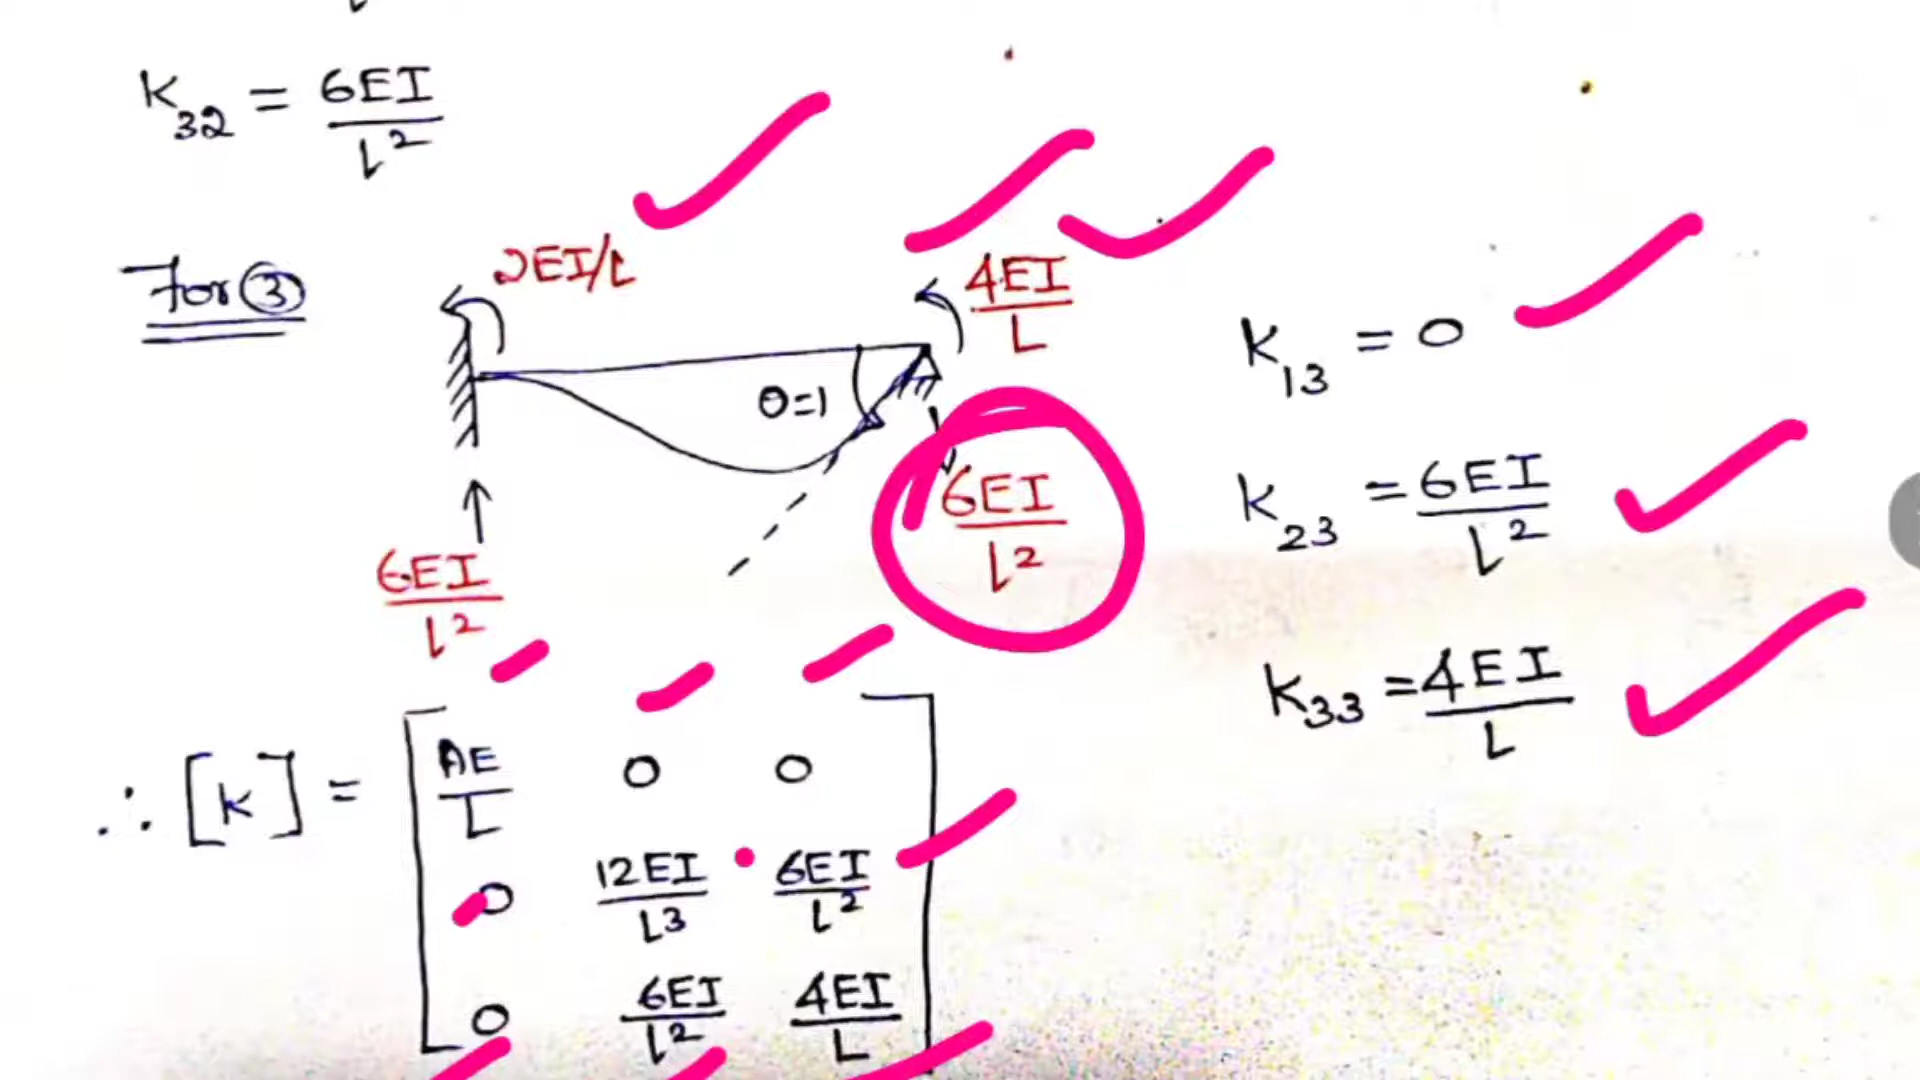 K32 = 6EI/L²
For ③
2EI/L
4EI/L
θ=1
6EI/L²
6EI/L²
K13 = 0
K23 = 6EI/L²
K33 = 4EI/L
∴ [K] = [ AE/L 0 0
0 12EI/L3 6EI/L²
0 6EI/L² 4EI/L ]